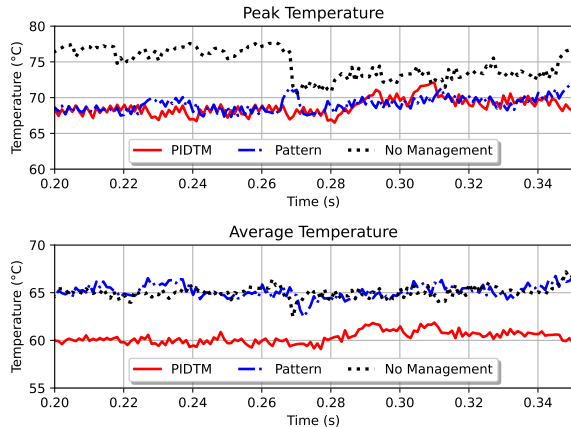 Peak Temperature
80
75
70
65
60
Temperature (°C)
PIDTM Pattern No Management
0.20 0.22 0.24 0.26 0.28 0.30 0.32 0.34
Time (s)
Average Temperature
70
65
60
55
Temperature (°C)
PIDTM Pattern No Management
0.20 0.22 0.24 0.26 0.28 0.30 0.32 0.34
Time (s)